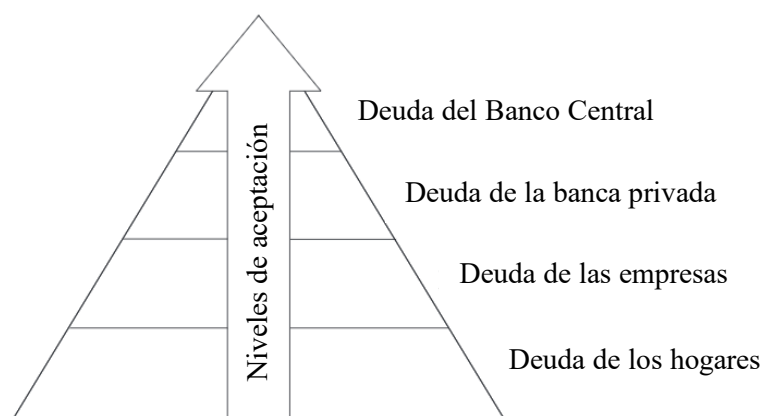 Deuda del Banco Central
Deuda de la banca privada
Deuda de las empresas
Deuda de los hogares
Niveles de aceptación